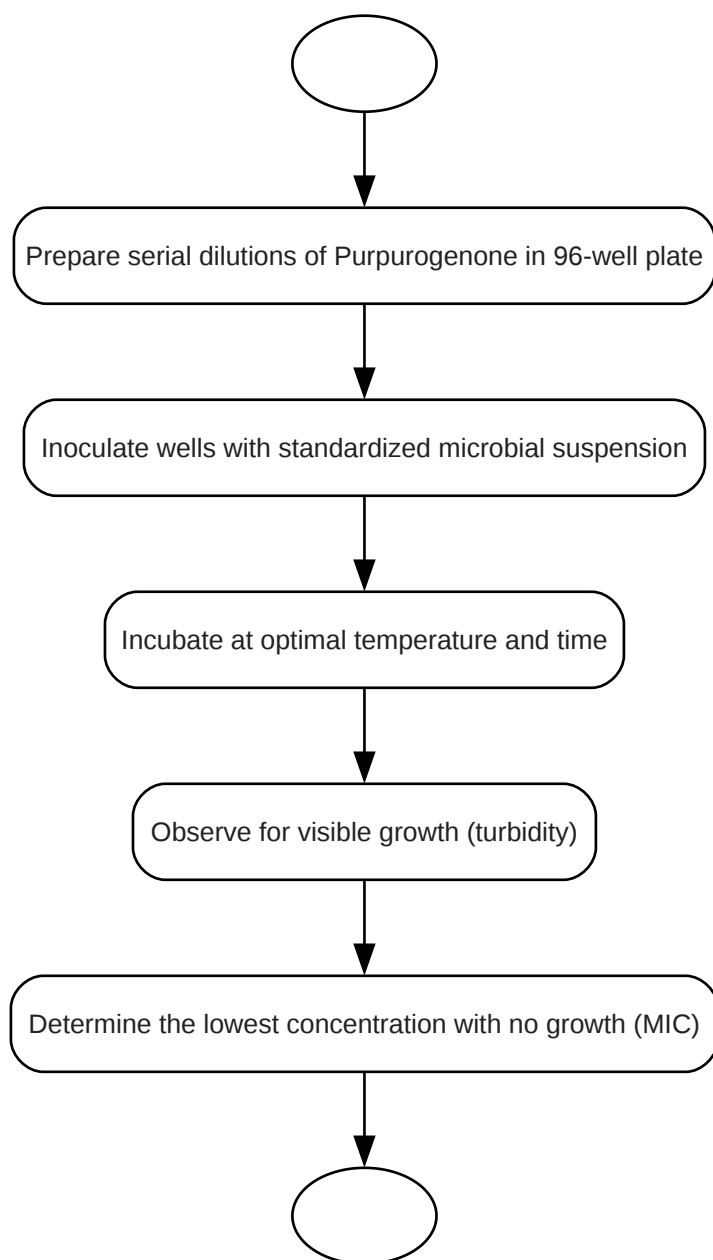 Prepare serial dilutions of Purpurogenone in 96-well plate
Inoculate wells with standardized microbial suspension
Incubate at optimal temperature and time
Observe for visible growth (turbidity)
Determine the lowest concentration with no growth (MIC)